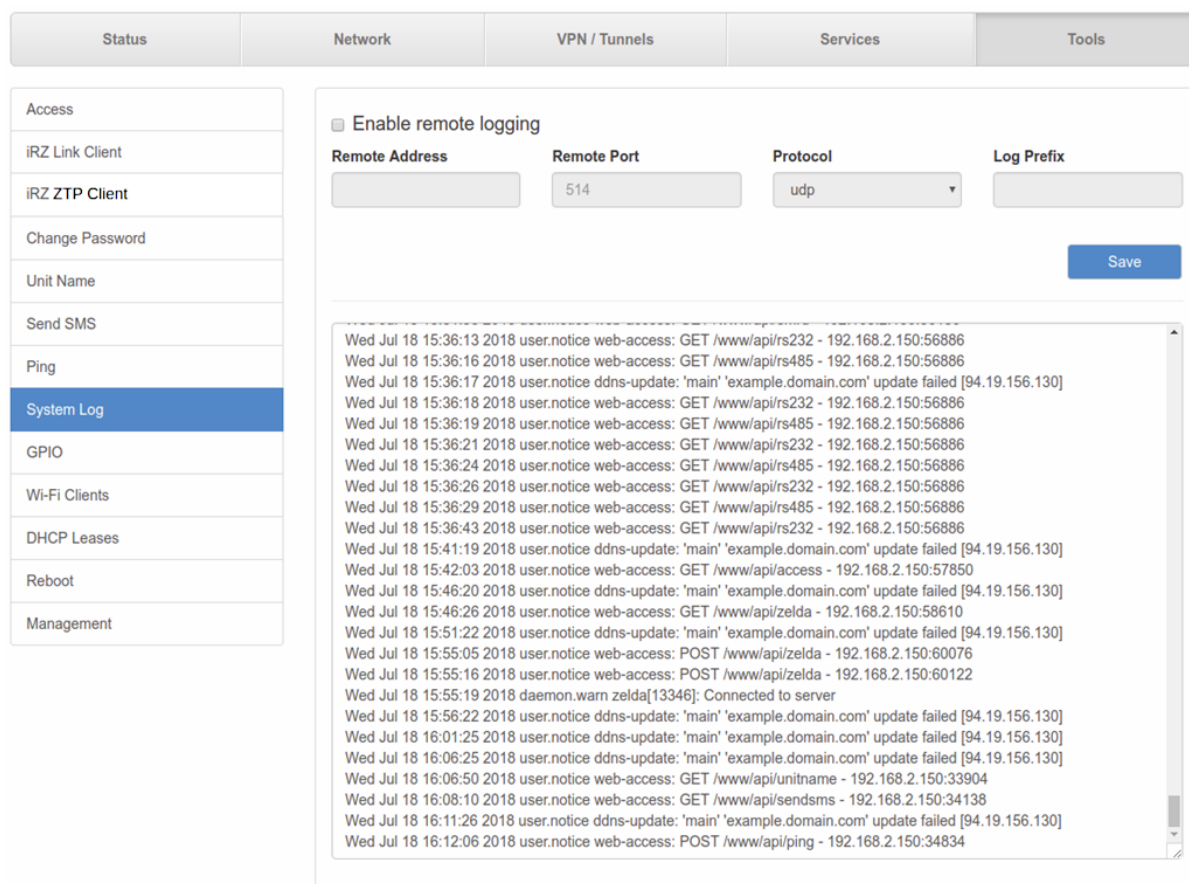 Status Network VPN / Tunnels Services Tools
Access
iRZ Link Client
iRZ ZTP Client
Change Password
Unit Name
Send SMS
Ping
System Log
GPIO
Wi-Fi Clients
DHCP Leases
Reboot
Management
Enable remote logging
Remote Address Remote Port Protocol Log Prefix
514 udp
Save
Wed Jul 18 15:36:13 2018 user.notice web-access: GET /www/api/rs232 - 192.168.2.150:56886
Wed Jul 18 15:36:16 2018 user.notice web-access: GET /www/api/rs485 - 192.168.2.150:56886
Wed Jul 18 15:36:17 2018 user.notice ddns-update: 'main' 'example.domain.com' update failed [94.19.156.130]
Wed Jul 18 15:36:18 2018 user.notice web-access: GET /www/api/rs232 - 192.168.2.150:56886
Wed Jul 18 15:36:19 2018 user.notice web-access: GET /www/api/rs485 - 192.168.2.150:56886
Wed Jul 18 15:36:21 2018 user.notice web-access: GET /www/api/rs232 - 192.168.2.150:56886
Wed Jul 18 15:36:24 2018 user.notice web-access: GET /www/api/rs485 - 192.168.2.150:56886
Wed Jul 18 15:36:26 2018 user.notice web-access: GET /www/api/rs232 - 192.168.2.150:56886
Wed Jul 18 15:36:29 2018 user.notice web-access: GET /www/api/rs485 - 192.168.2.150:56886
Wed Jul 18 15:36:43 2018 user.notice web-access: GET /www/api/rs232 - 192.168.2.150:56886
Wed Jul 18 15:41:19 2018 user.notice ddns-update: 'main' 'example.domain.com' update failed [94.19.156.130]
Wed Jul 18 15:42:03 2018 user.notice web-access: GET /www/api/access - 192.168.2.150:57850
Wed Jul 18 15:46:20 2018 user.notice ddns-update: 'main' 'example.domain.com' update failed [94.19.156.130]
Wed Jul 18 15:46:26 2018 user.notice web-access: GET /www/api/zelda - 192.168.2.150:58610
Wed Jul 18 15:51:22 2018 user.notice ddns-update: 'main' 'example.domain.com' update failed [94.19.156.130]
Wed Jul 18 15:55:05 2018 user.notice web-access: POST /www/api/zelda - 192.168.2.150:60076
Wed Jul 18 15:55:16 2018 user.notice web-access: POST /www/api/zelda - 192.168.2.150:60122
Wed Jul 18 15:55:19 2018 daemon.warn zelda[13346]: Connected to server
Wed Jul 18 15:56:22 2018 user.notice ddns-update: 'main' 'example.domain.com' update failed [94.19.156.130]
Wed Jul 18 16:01:25 2018 user.notice ddns-update: 'main' 'example.domain.com' update failed [94.19.156.130]
Wed Jul 18 16:06:25 2018 user.notice ddns-update: 'main' 'example.domain.com' update failed [94.19.156.130]
Wed Jul 18 16:06:50 2018 user.notice web-access: GET /www/api/unitname - 192.168.2.150:33904
Wed Jul 18 16:08:10 2018 user.notice web-access: GET /www/api/sendsms - 192.168.2.150:34138
Wed Jul 18 16:11:26 2018 user.notice ddns-update: 'main' 'example.domain.com' update failed [94.19.156.130]
Wed Jul 18 16:12:06 2018 user.notice web-access: POST /www/api/ping - 192.168.2.150:34834